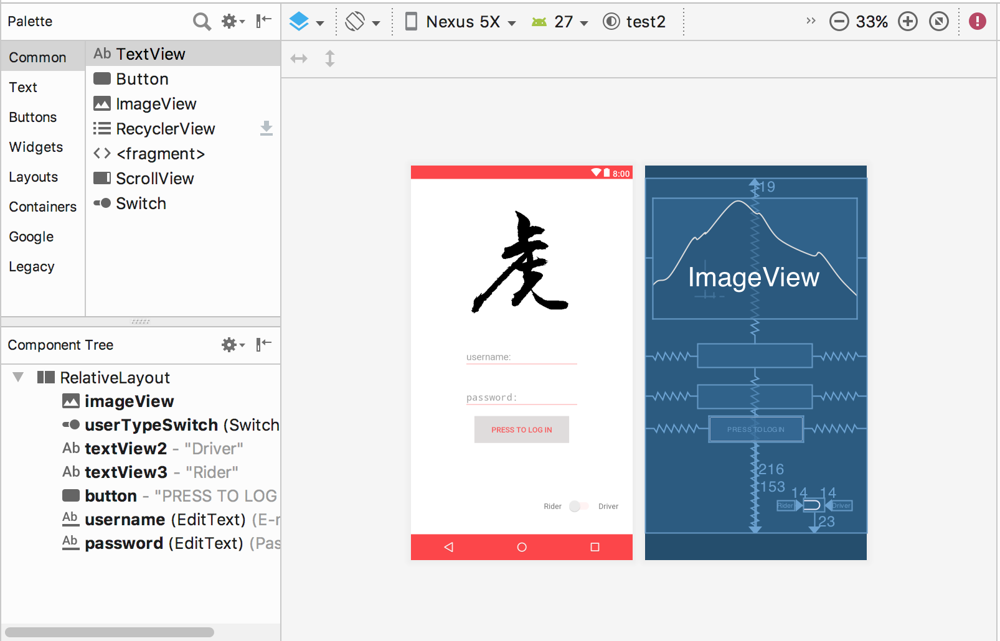 Palette
Nexus 5X
27
test2
33%
Common
Text
Buttons
Widgets
Layouts
Containers
Google
Legacy
Ab TextView
Button
ImageView
RecyclerView
<fragment>
ScrollView
Switch
Component Tree
RelativeLayout
imageView
userTypeSwitch (Switch
Ab textView2 - "Driver"
Ab textView3 - "Rider"
button - "PRESS TO LOG
Ab username (EditText) (E-r
Ab password (EditText) (Pas
8:00
虎
username:
password:
PRESS TO LOG IN
Rider
Driver
19
ImageView
PRESS TO LOG IN
216
153
14
14
Rider
Driver
23